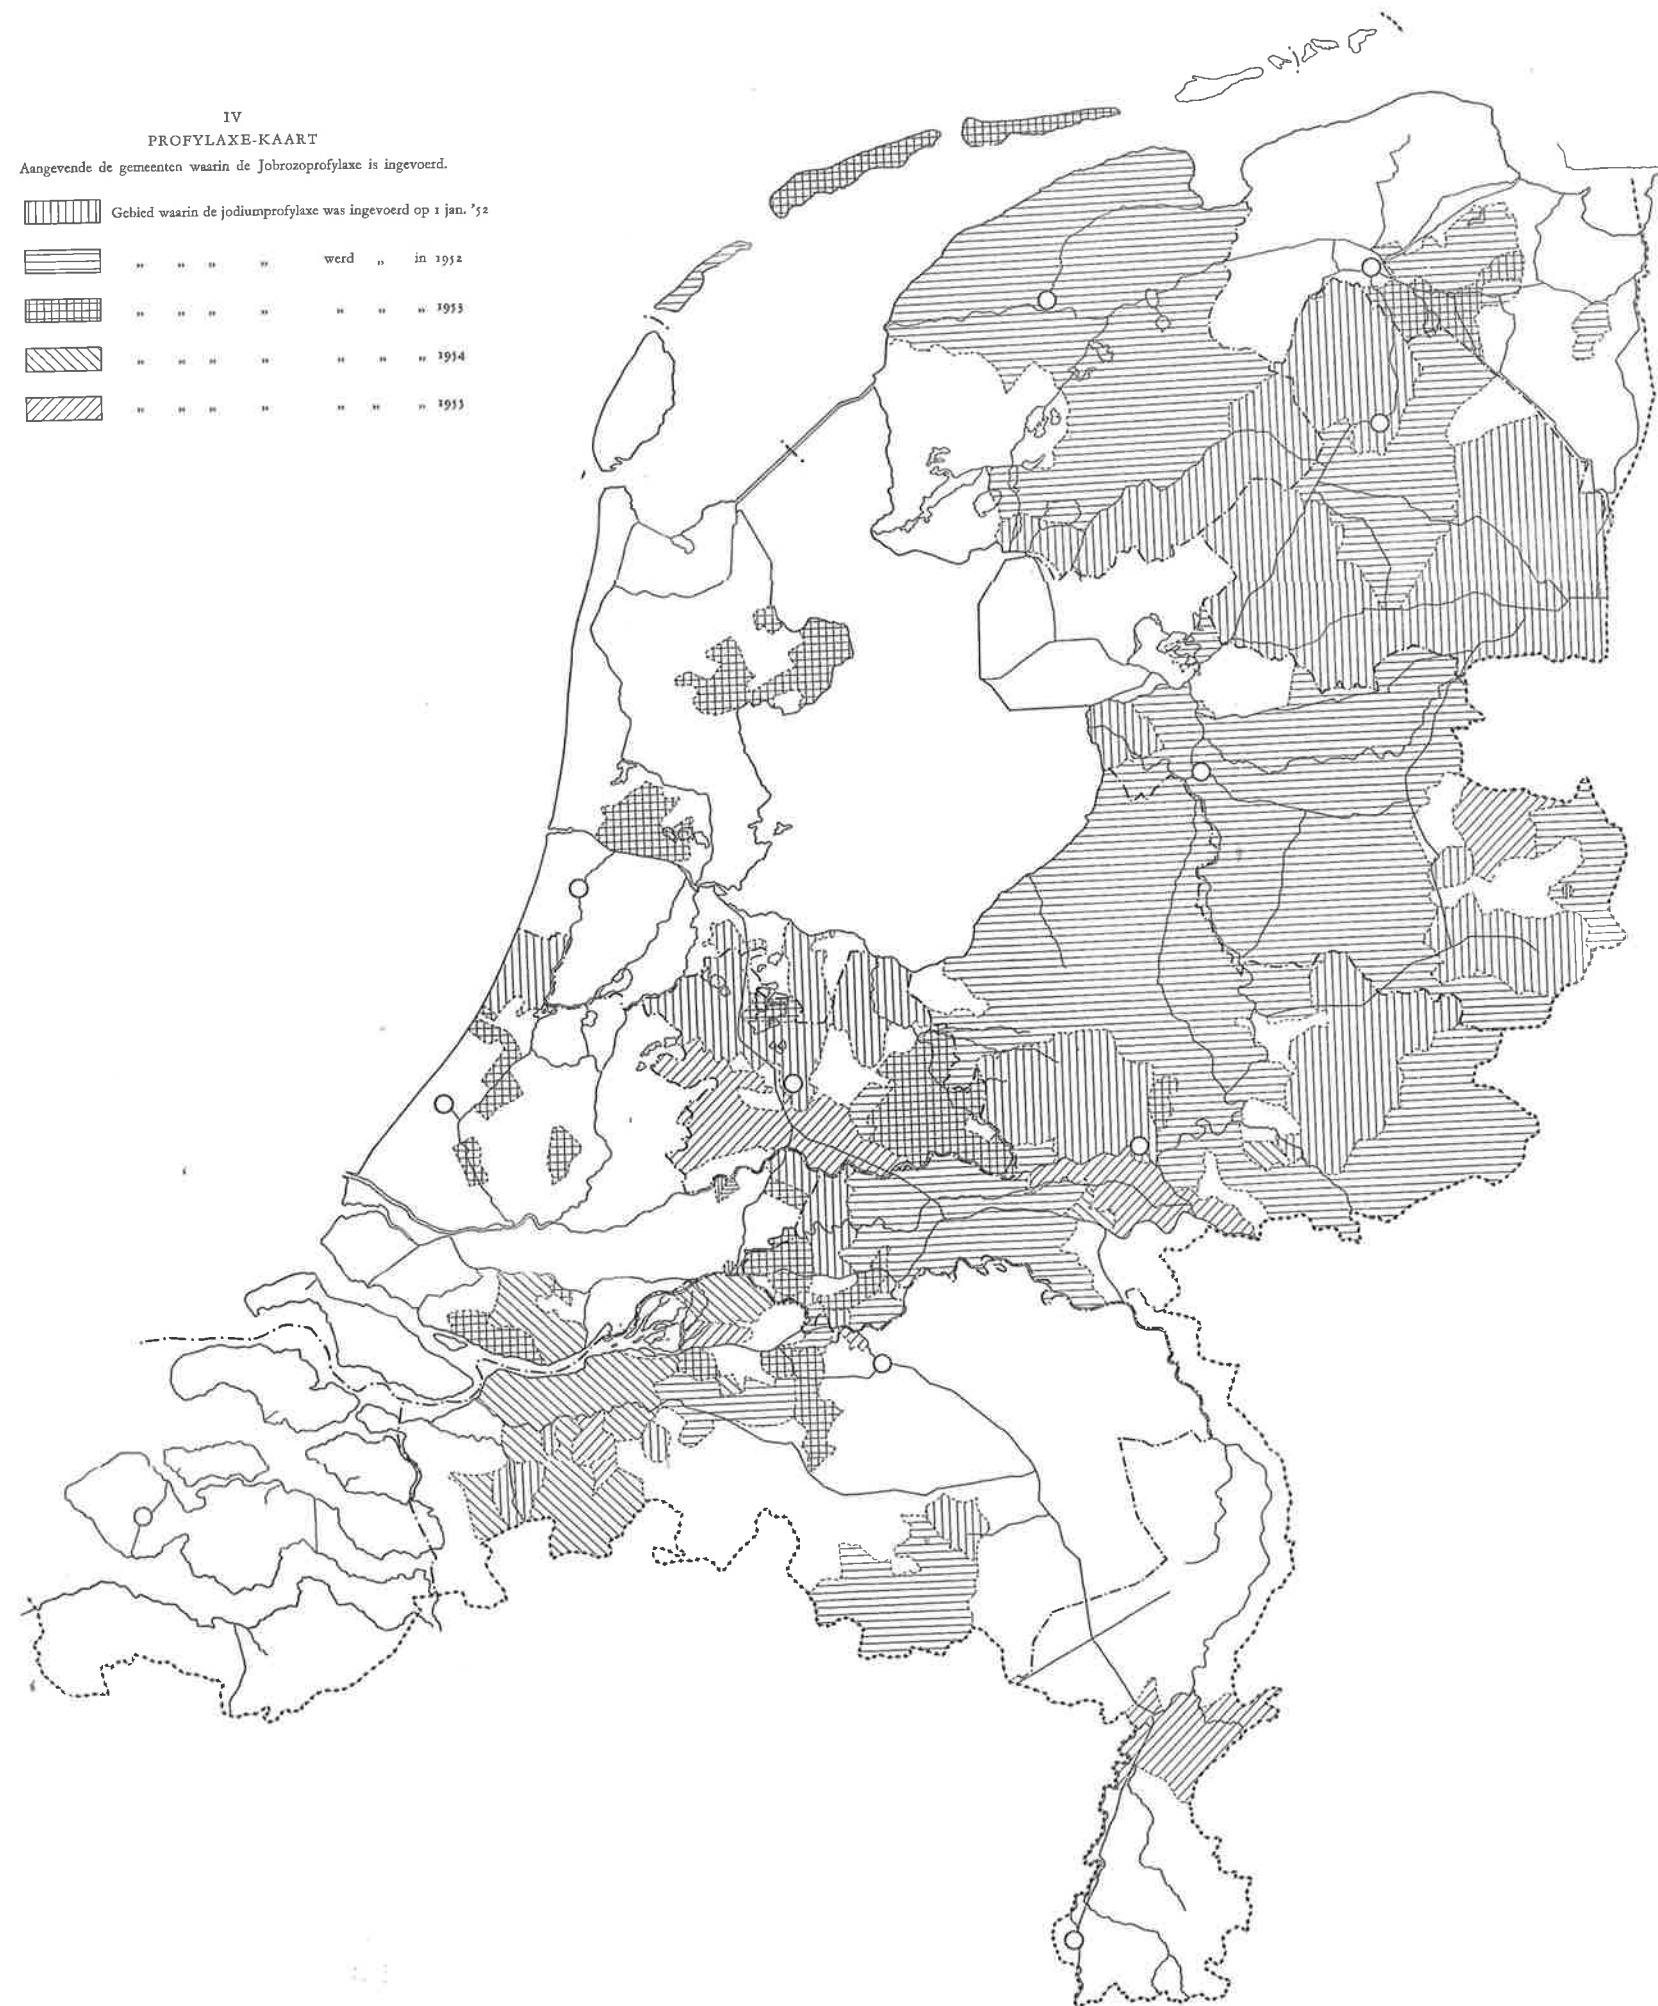 IV
PROFYLAXE-KAART
Aangevende de gemeenten waarin de Jobrozoprofylaxe is ingevoerd.
Gebied waarin de jodiumprofylaxe was ingevoerd op 1 jan. '52
„ „ „ „ werd „ in 1952
„ „ „ „ „ „ „ 1953
„ „ „ „ „ „ „ 1954
„ „ „ „ „ „ „ 1955